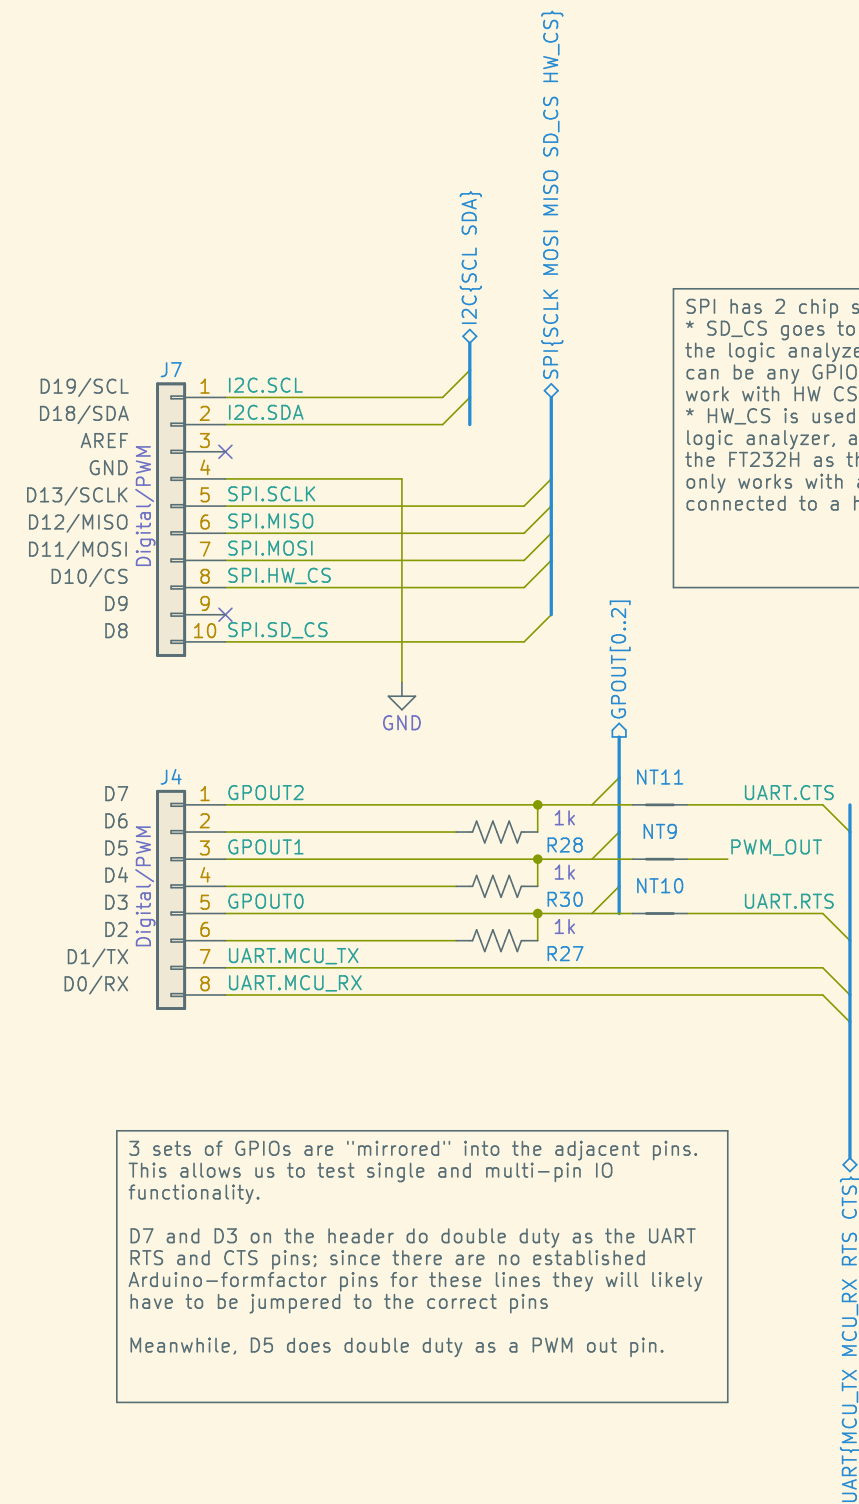 SPI{SCLK MOSI MISO SD_CS HW_CS}
I2C{SCL SDA}
SPI has 2 chip s
* SD_CS goes to
the logic analyze
can be any GPIO
work with HW CS
* HW_CS is used
logic analyzer, a
the FT232H as th
only works with a
connected to a h
J7
Digital/PWM
D19/SCL 1 I2C.SCL
D18/SDA 2 I2C.SDA
AREF 3
GND 4
D13/SCLK 5 SPI.SCLK
D12/MISO 6 SPI.MISO
D11/MOSI 7 SPI.MOSI
D10/CS 8 SPI.HW_CS
D9 9
D8 10 SPI.SD_CS
GND
GPOUT[0..2]
J4
Digital/PWM
D7 1 GPOUT2 NT11 UART.CTS
D6 2 1k R28
D5 3 GPOUT1 NT9 PWM_OUT
D4 4 1k R30
D3 5 GPOUT0 NT10 UART.RTS
D2 6 1k R27
D1/TX 7 UART.MCU_TX
D0/RX 8 UART.MCU_RX
UART{MCU_TX MCU_RX RTS CTS}
3 sets of GPIOs are "mirrored" into the adjacent pins.
This allows us to test single and multi-pin IO
functionality.
D7 and D3 on the header do double duty as the UART
RTS and CTS pins; since there are no established
Arduino-formfactor pins for these lines they will likely
have to be jumpered to the correct pins
Meanwhile, D5 does double duty as a PWM out pin.